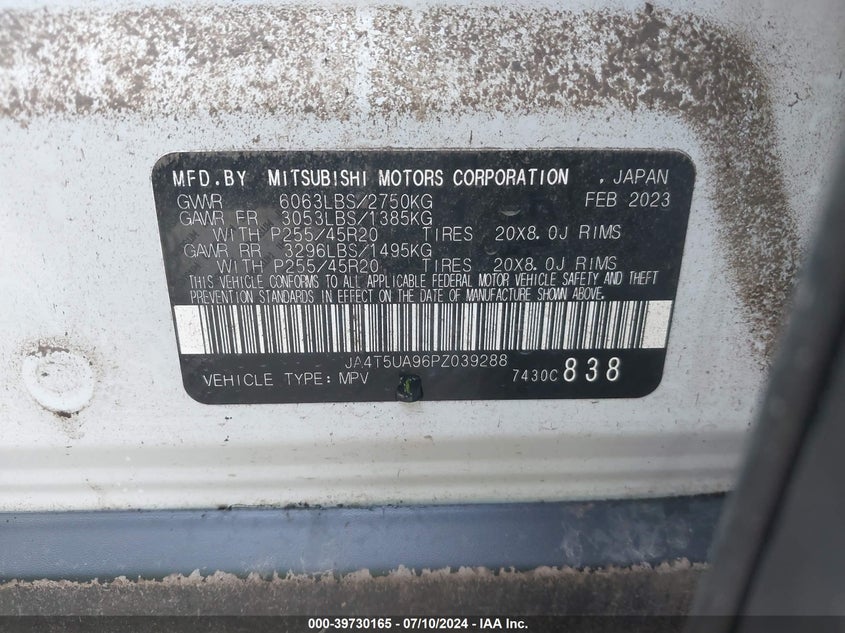 MFD.BY MITSUBISHI MOTORS CORPORATION , JAPAN
GVWR 6063LBS/2750KG FEB 2023
GAWR FR 3053LBS/1385KG
WITH P255/45R20 TIRES 20X8.0J RIMS
GAWR RR 3296LBS/1495KG
WITH P255/45R20 TIRES 20X8.0J RIMS
THIS VEHICLE CONFORMS TO ALL APPLICABLE FEDERAL MOTOR VEHICLE SAFETY AND THEFT
PREVENTION STANDARDS IN EFFECT ON THE DATE OF MANUFACTURE SHOWN ABOVE.
JA4T5UA96PZ039288
VEHICLE TYPE: MPV 7430C 838
000-39730165 - 07/10/2024 - IAA Inc.